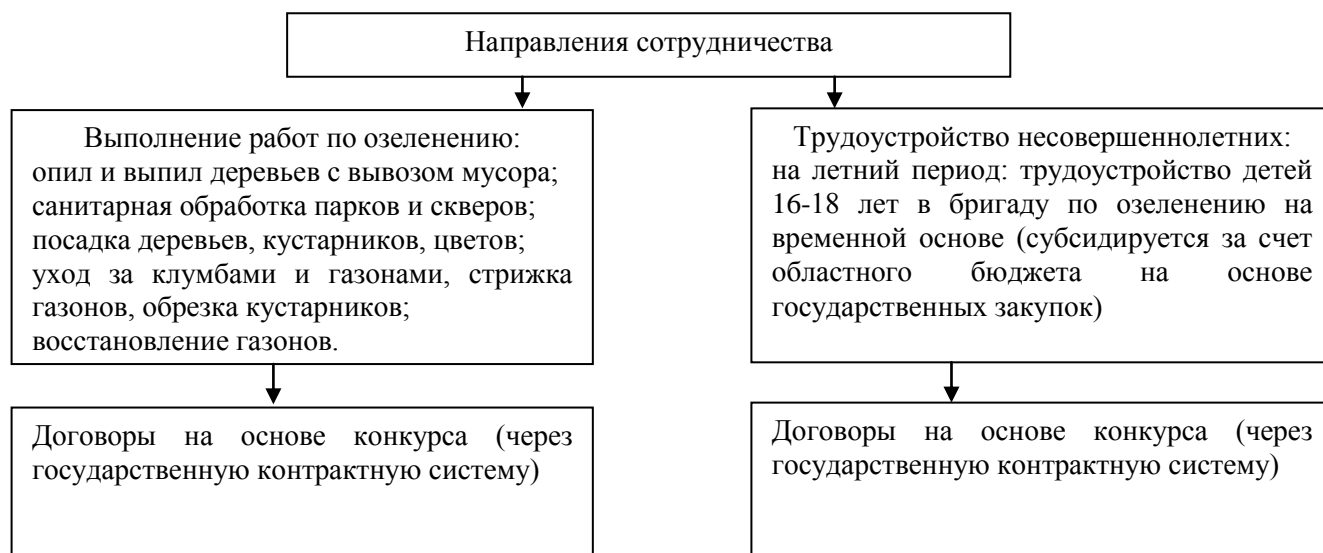 Направления сотрудничества
Выполнение работ по озеленению:
опил и выпил деревьев с вывозом мусора;
санитарная обработка парков и скверов;
посадка деревьев, кустарников, цветов;
уход за клумбами и газонами, стрижка
газонов, обрезка кустарников;
восстановление газонов.
Трудоустройство несовершеннолетних:
на летний период: трудоустройство детей
16-18 лет в бригаду по озеленению на
временной основе (субсидируется за счет
областного бюджета на основе
государственных закупок)
Договоры на основе конкурса (через
государственную контрактную систему)
Договоры на основе конкурса (через
государственную контрактную систему)